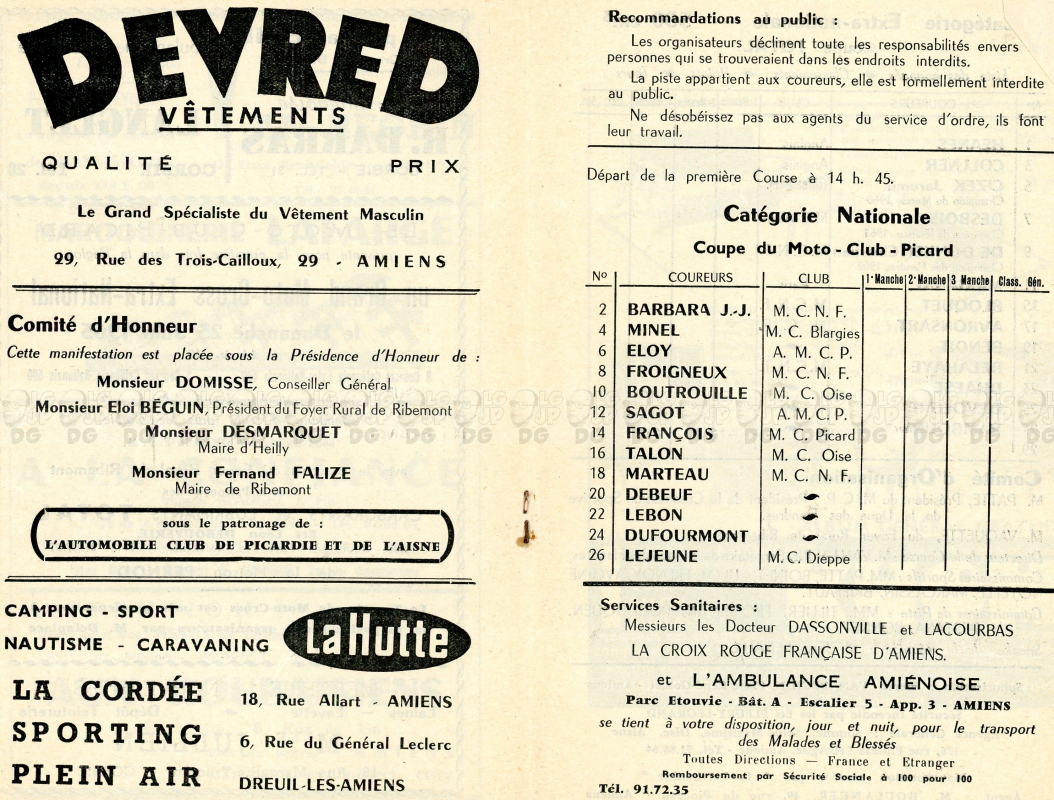 DEVRED
VÊTEMENTS
QUALITÉ PRIX
Le Grand Spécialiste du Vêtement Masculin
29, Rue des Trois-Cailloux, 29 - AMIENS
Comité d'Honneur
Cette manifestation est placée sous la Présidence d'Honneur de :
Monsieur DOMISSE, Conseiller Général
Monsieur Eloi BÉGUIN, Président du Foyer Rural de Ribemont
Monsieur DESMARQUET
Maire d'Heilly
Monsieur Fernand FALIZE
Maire de Ribemont
sous le patronage de :
L'AUTOMOBILE CLUB DE PICARDIE ET DE L'AISNE
CAMPING - SPORT
NAUTISME - CARAVANING
La Hutte
LA CORDÉE 18, Rue Allart - AMIENS
SPORTING 6, Rue du Général Leclerc
PLEIN AIR DREUIL-LES-AMIENS
Recommandations au public :
Les organisateurs déclinent toute les responsabilités envers
personnes qui se trouveraient dans les endroits interdits.
La piste appartient aux coureurs, elle est formellement interdite
au public.
Ne désobéissez pas aux agents du service d'ordre, ils font
leur travail.
Départ de la première Course à 14 h. 45.
Catégorie Nationale
Coupe du Moto-Club-Picard
No COUREURS CLUB 1re Manche 2e Manche 3 Manche Class. Gén.
2 BARBARA J.-J. M. C. N. F.
4 MINEL M. C. Blargies
6 ELOY A. M. C. P.
8 FROIGNEUX M. C. N. F.
10 BOUTROUILLE M. C. Oise
12 SAGOT A. M. C. P.
14 FRANÇOIS M. C. Picard
16 TALON M. C. Oise
18 MARTEAU M. C. N. F.
20 DEBEUF
22 LEBON
24 DUFOURMONT
26 LEJEUNE M. C. Dieppe
Services Sanitaires :
Messieurs les Docteur DASSONVILLE et LACOURBAS
LA CROIX ROUGE FRANÇAISE D'AMIENS.
et L'AMBULANCE AMIÉNOISE
Parc Etouvie - Bât. A - Escalier 5 - App. 3 - AMIENS
se tient à votre disposition, jour et nuit, pour le transport
des Malades et Blessés
Toutes Directions — France et Etranger
Remboursement par Sécurité Sociale à 100 pour 100
Tél. 91.72.35